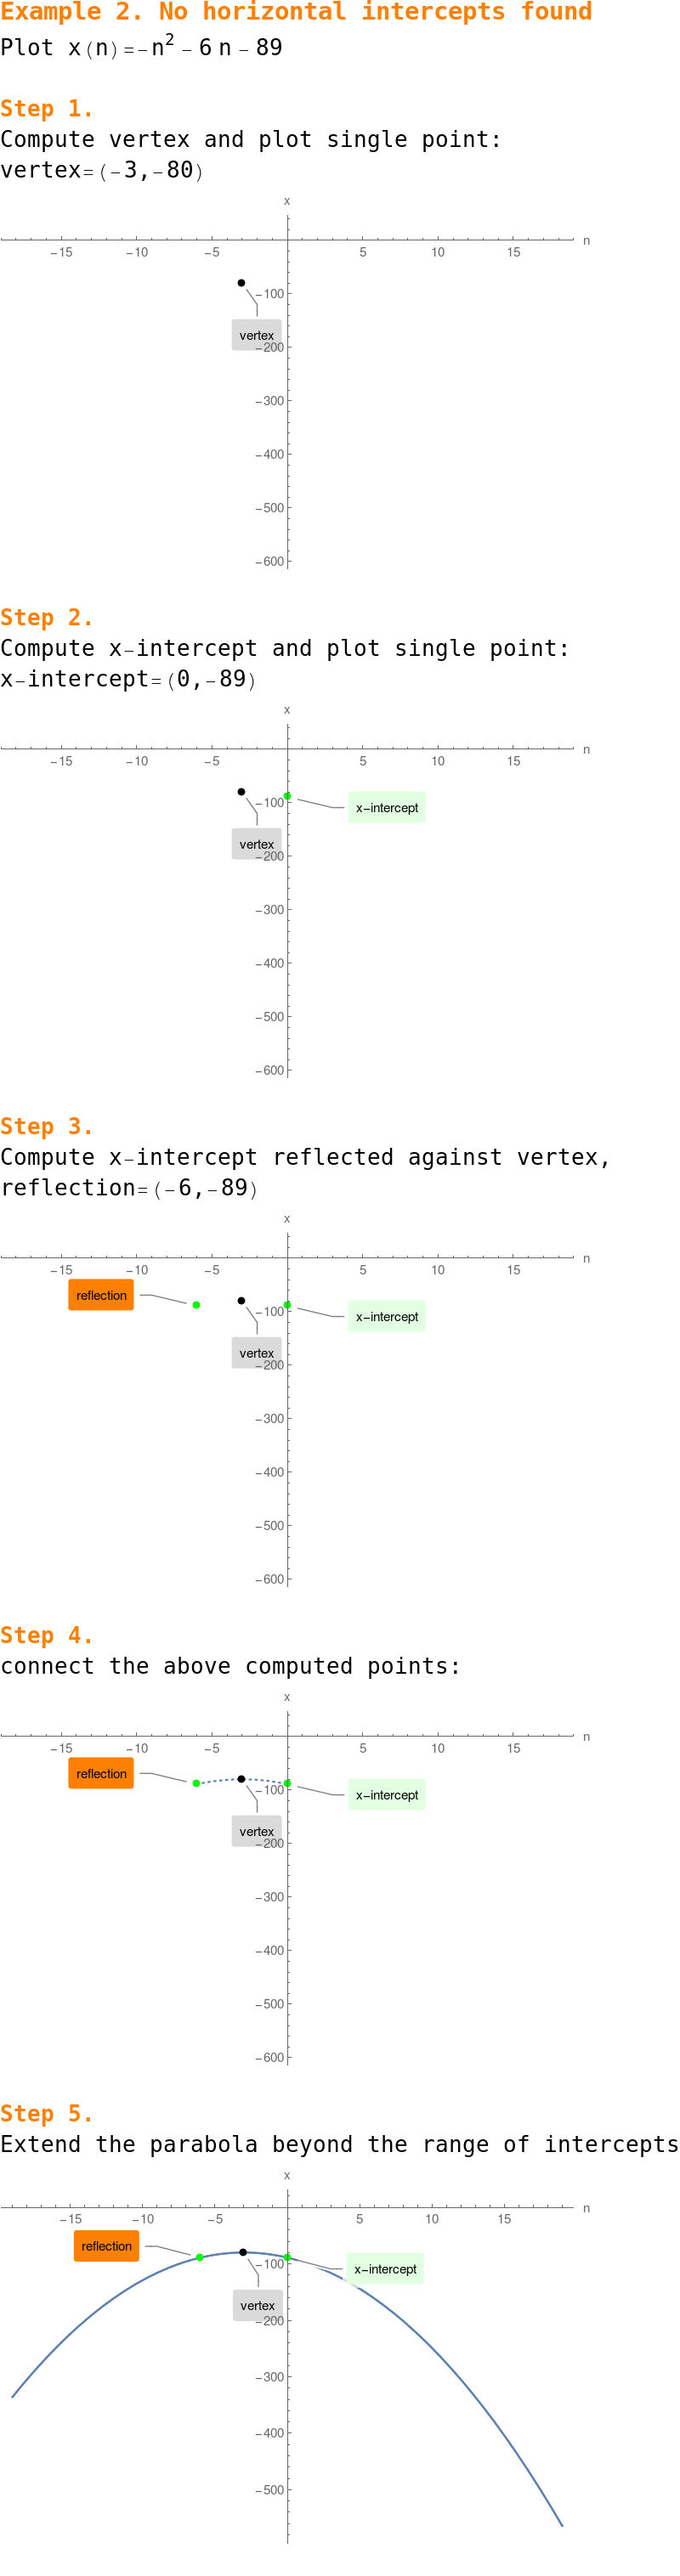 Example 2. No horizontal intercepts found
Plot x(n)=-n² - 6 n - 89
Step 1.
Compute vertex and plot single point:
vertex=(-3,-80)
x
n
-15 -10 -5 5 10 15
-100
vertex
-200
-300
-400
-500
-600
Step 2.
Compute x-intercept and plot single point:
x-intercept=(0,-89)
x
n
-15 -10 -5 5 10 15
-100
x-intercept
vertex
-200
-300
-400
-500
-600
Step 3.
Compute x-intercept reflected against vertex,
reflection=(-6,-89)
x
n
-15 -10 -5 5 10 15
reflection
-100
x-intercept
vertex
-200
-300
-400
-500
-600
Step 4.
connect the above computed points:
x
n
-15 -10 -5 5 10 15
reflection
-100
x-intercept
vertex
-200
-300
-400
-500
-600
Step 5.
Extend the parabola beyond the range of intercepts
x
n
-15 -10 -5 5 10 15
reflection
-100
x-intercept
vertex
-200
-300
-400
-500